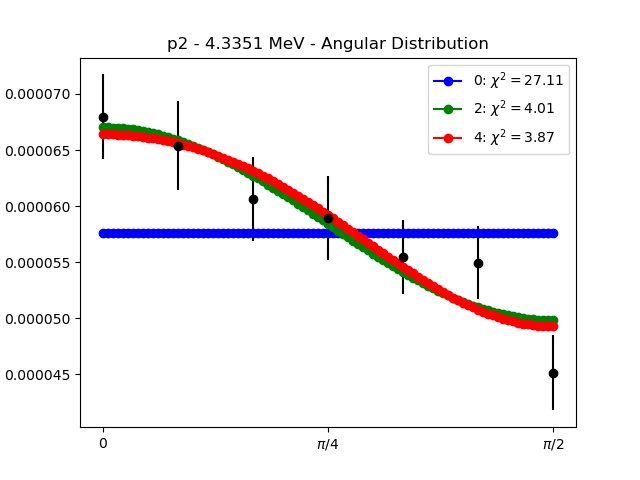 p2 - 4.3351 MeV - Angular Distribution
0: χ² = 27.11
2: χ² = 4.01
4: χ² = 3.87
0.000070
0.000065
0.000060
0.000055
0.000050
0.000045
0 π/4 π/2